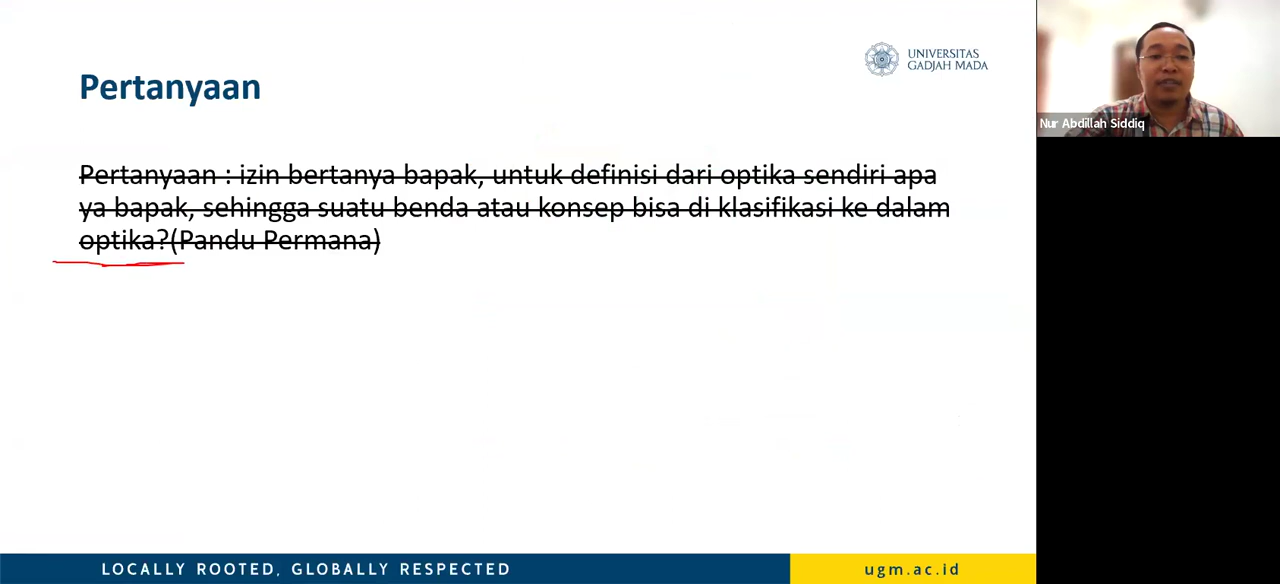 UNIVERSITAS
GADJAH MADA
Pertanyaan
Nur Abdillah Siddiq
Pertanyaan : izin bertanya bapak, untuk definisi dari optika sendiri apa
ya bapak, sehingga suatu benda atau konsep bisa di klasifikasi ke dalam
optika?(Pandu Permana)
LOCALLY ROOTED, GLOBALLY RESPECTED
ugm.ac.id